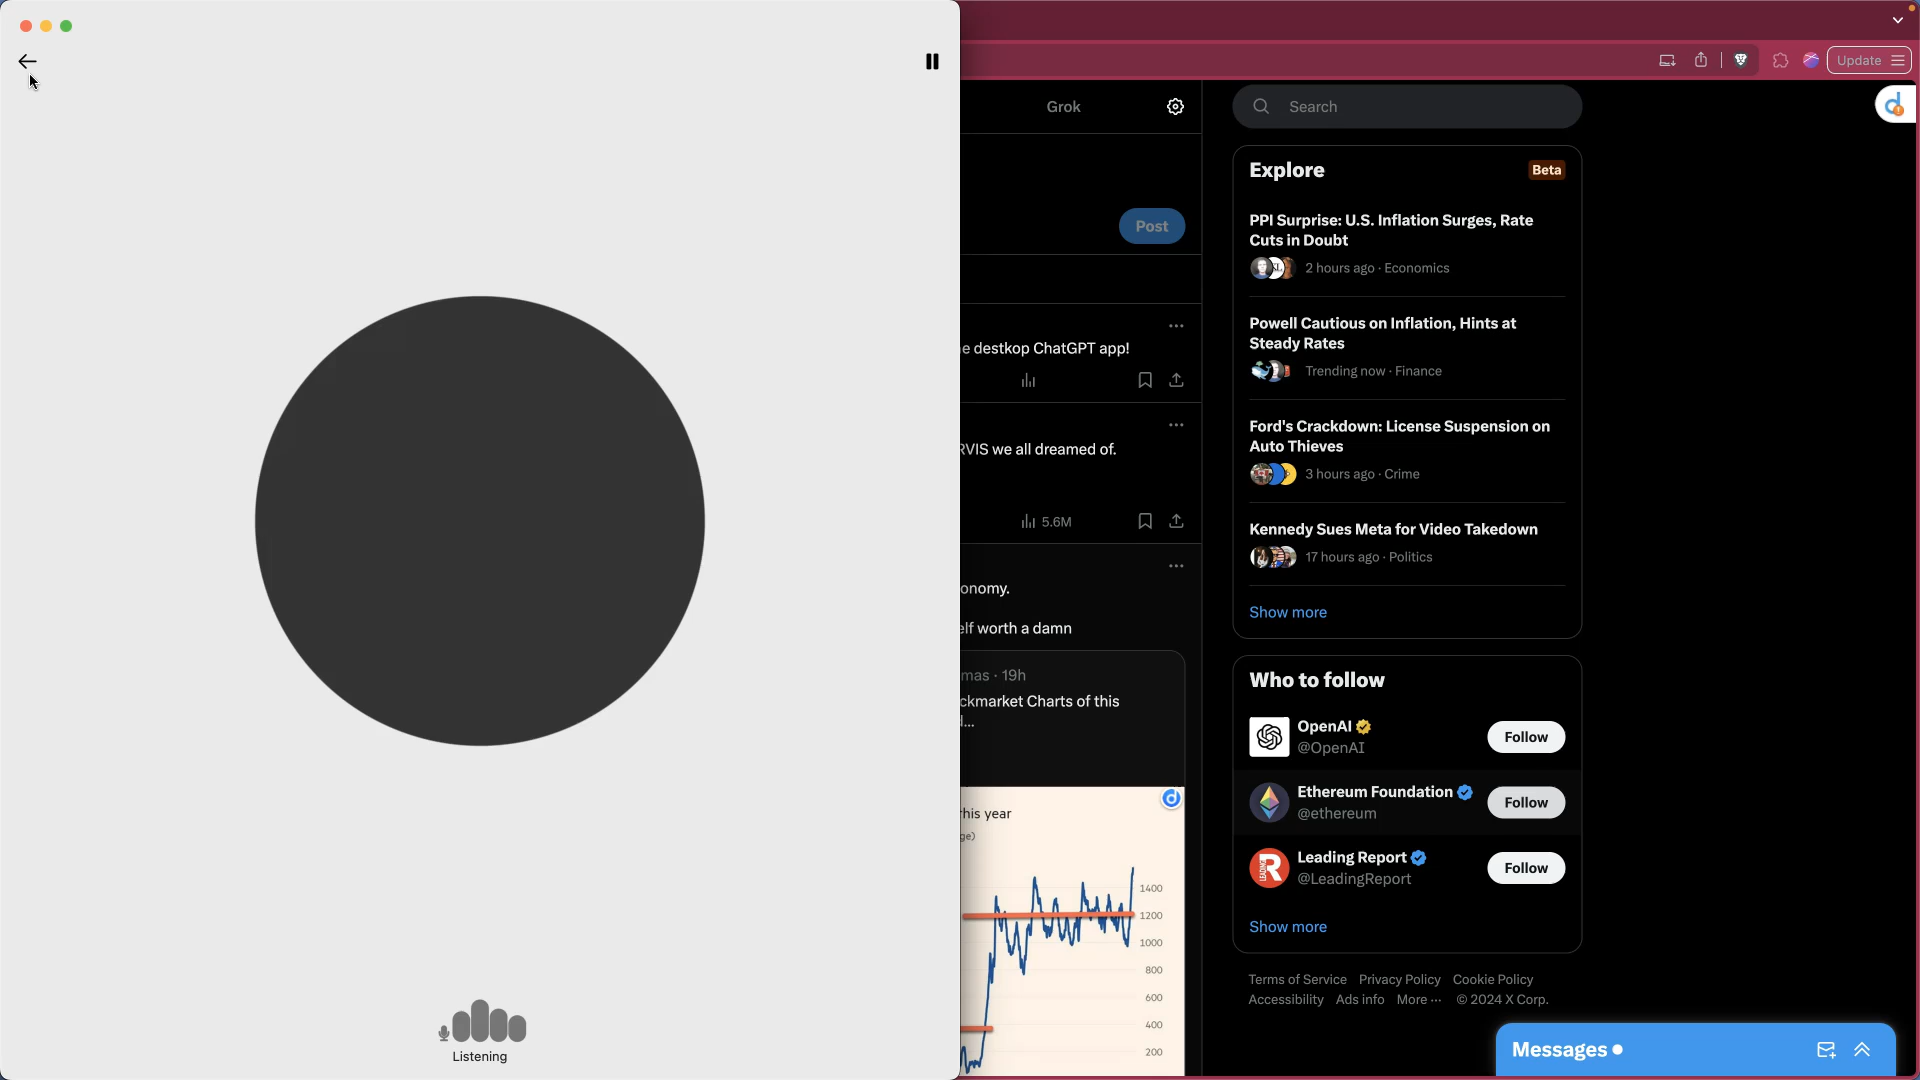 Listening
Update
Grok
Post
e destkop ChatGPT app!
RVIS we all dreamed of.
5.6M
onomy.
elf worth a damn
mas · 19h
ckmarket Charts of this
d...
this year
ge)
1400
1200
1000
800
600
400
200
Search
Explore
Beta
PPI Surprise: U.S. Inflation Surges, Rate
Cuts in Doubt
2 hours ago · Economics
Powell Cautious on Inflation, Hints at
Steady Rates
Trending now · Finance
Ford's Crackdown: License Suspension on
Auto Thieves
3 hours ago · Crime
Kennedy Sues Meta for Video Takedown
17 hours ago · Politics
Show more
Who to follow
OpenAI
@OpenAI
Follow
Ethereum Foundation
@ethereum
Follow
Leading Report
@LeadingReport
Follow
Show more
Terms of Service Privacy Policy Cookie Policy
Accessibility Ads info More ··· © 2024 X Corp.
Messages